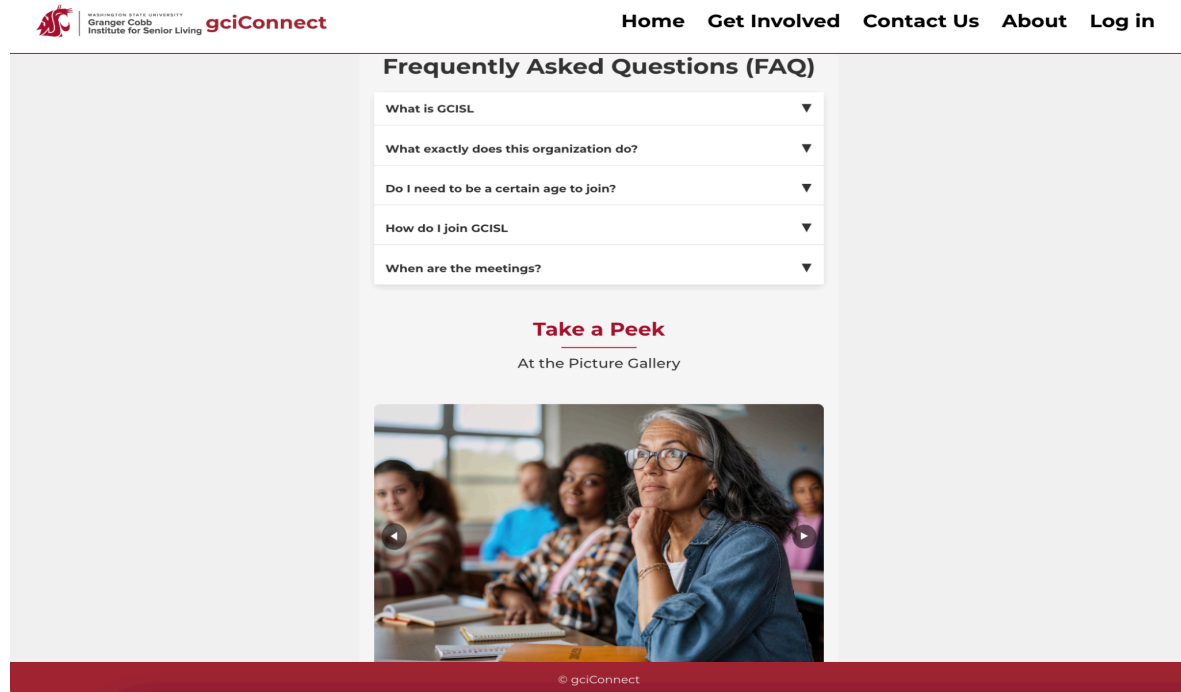 WASHINGTON STATE UNIVERSITY
Granger Cobb
Institute for Senior Living
gciConnect
Home Get Involved Contact Us About Log in
Frequently Asked Questions (FAQ)
What is GCISL
What exactly does this organization do?
Do I need to be a certain age to join?
How do I join GCISL
When are the meetings?
Take a Peek
At the Picture Gallery
© gciConnect